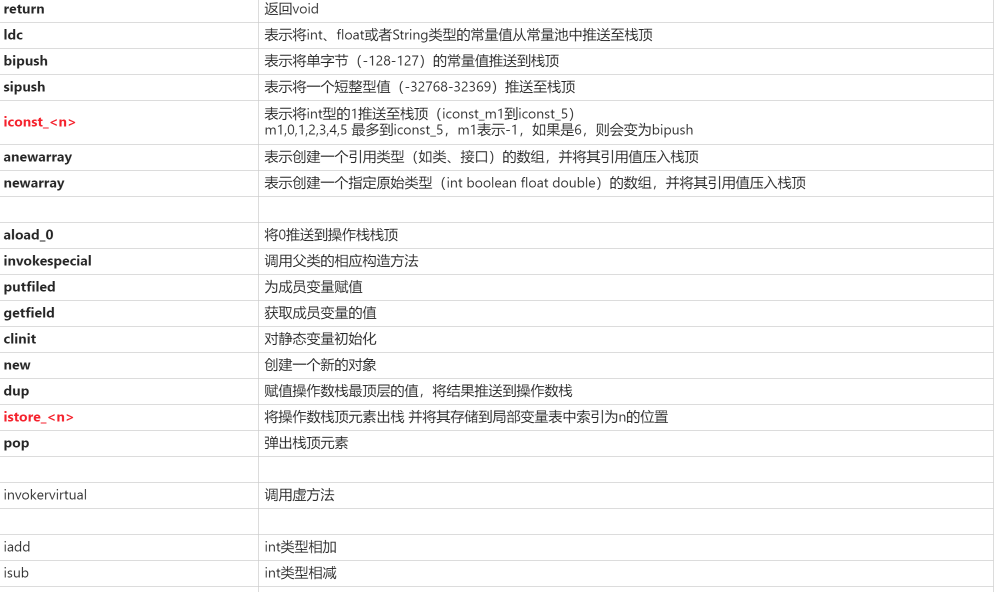 return 返回void
ldc 表示将int、float或者String类型的常量值从常量池中推送至栈顶
bipush 表示将单字节（-128-127）的常量值推送到栈顶
sipush 表示将一个短整型值（-32768-32369）推送至栈顶
iconst_<n> 表示将int型的1推送至栈顶（iconst_m1到iconst_5）
m1,0,1,2,3,4,5 最多到iconst_5，m1表示-1，如果是6，则会变为bipush
anewarray 表示创建一个引用类型（如类、接口）的数组，并将其引用值压入栈顶
newarray 表示创建一个指定原始类型（int boolean float double）的数组，并将其引用值压入栈顶
aload_0 将0推送到操作栈栈顶
invokespecial 调用父类的相应构造方法
putfiled 为成员变量赋值
getfield 获取成员变量的值
clinit 对静态变量初始化
new 创建一个新的对象
dup 赋值操作数栈最顶层的值，将结果推送到操作数栈
istore_<n> 将操作数栈顶元素出栈 并将其存储到局部变量表中索引为n的位置
pop 弹出栈顶元素
invokervirtual 调用虚方法
iadd int类型相加
isub int类型相减